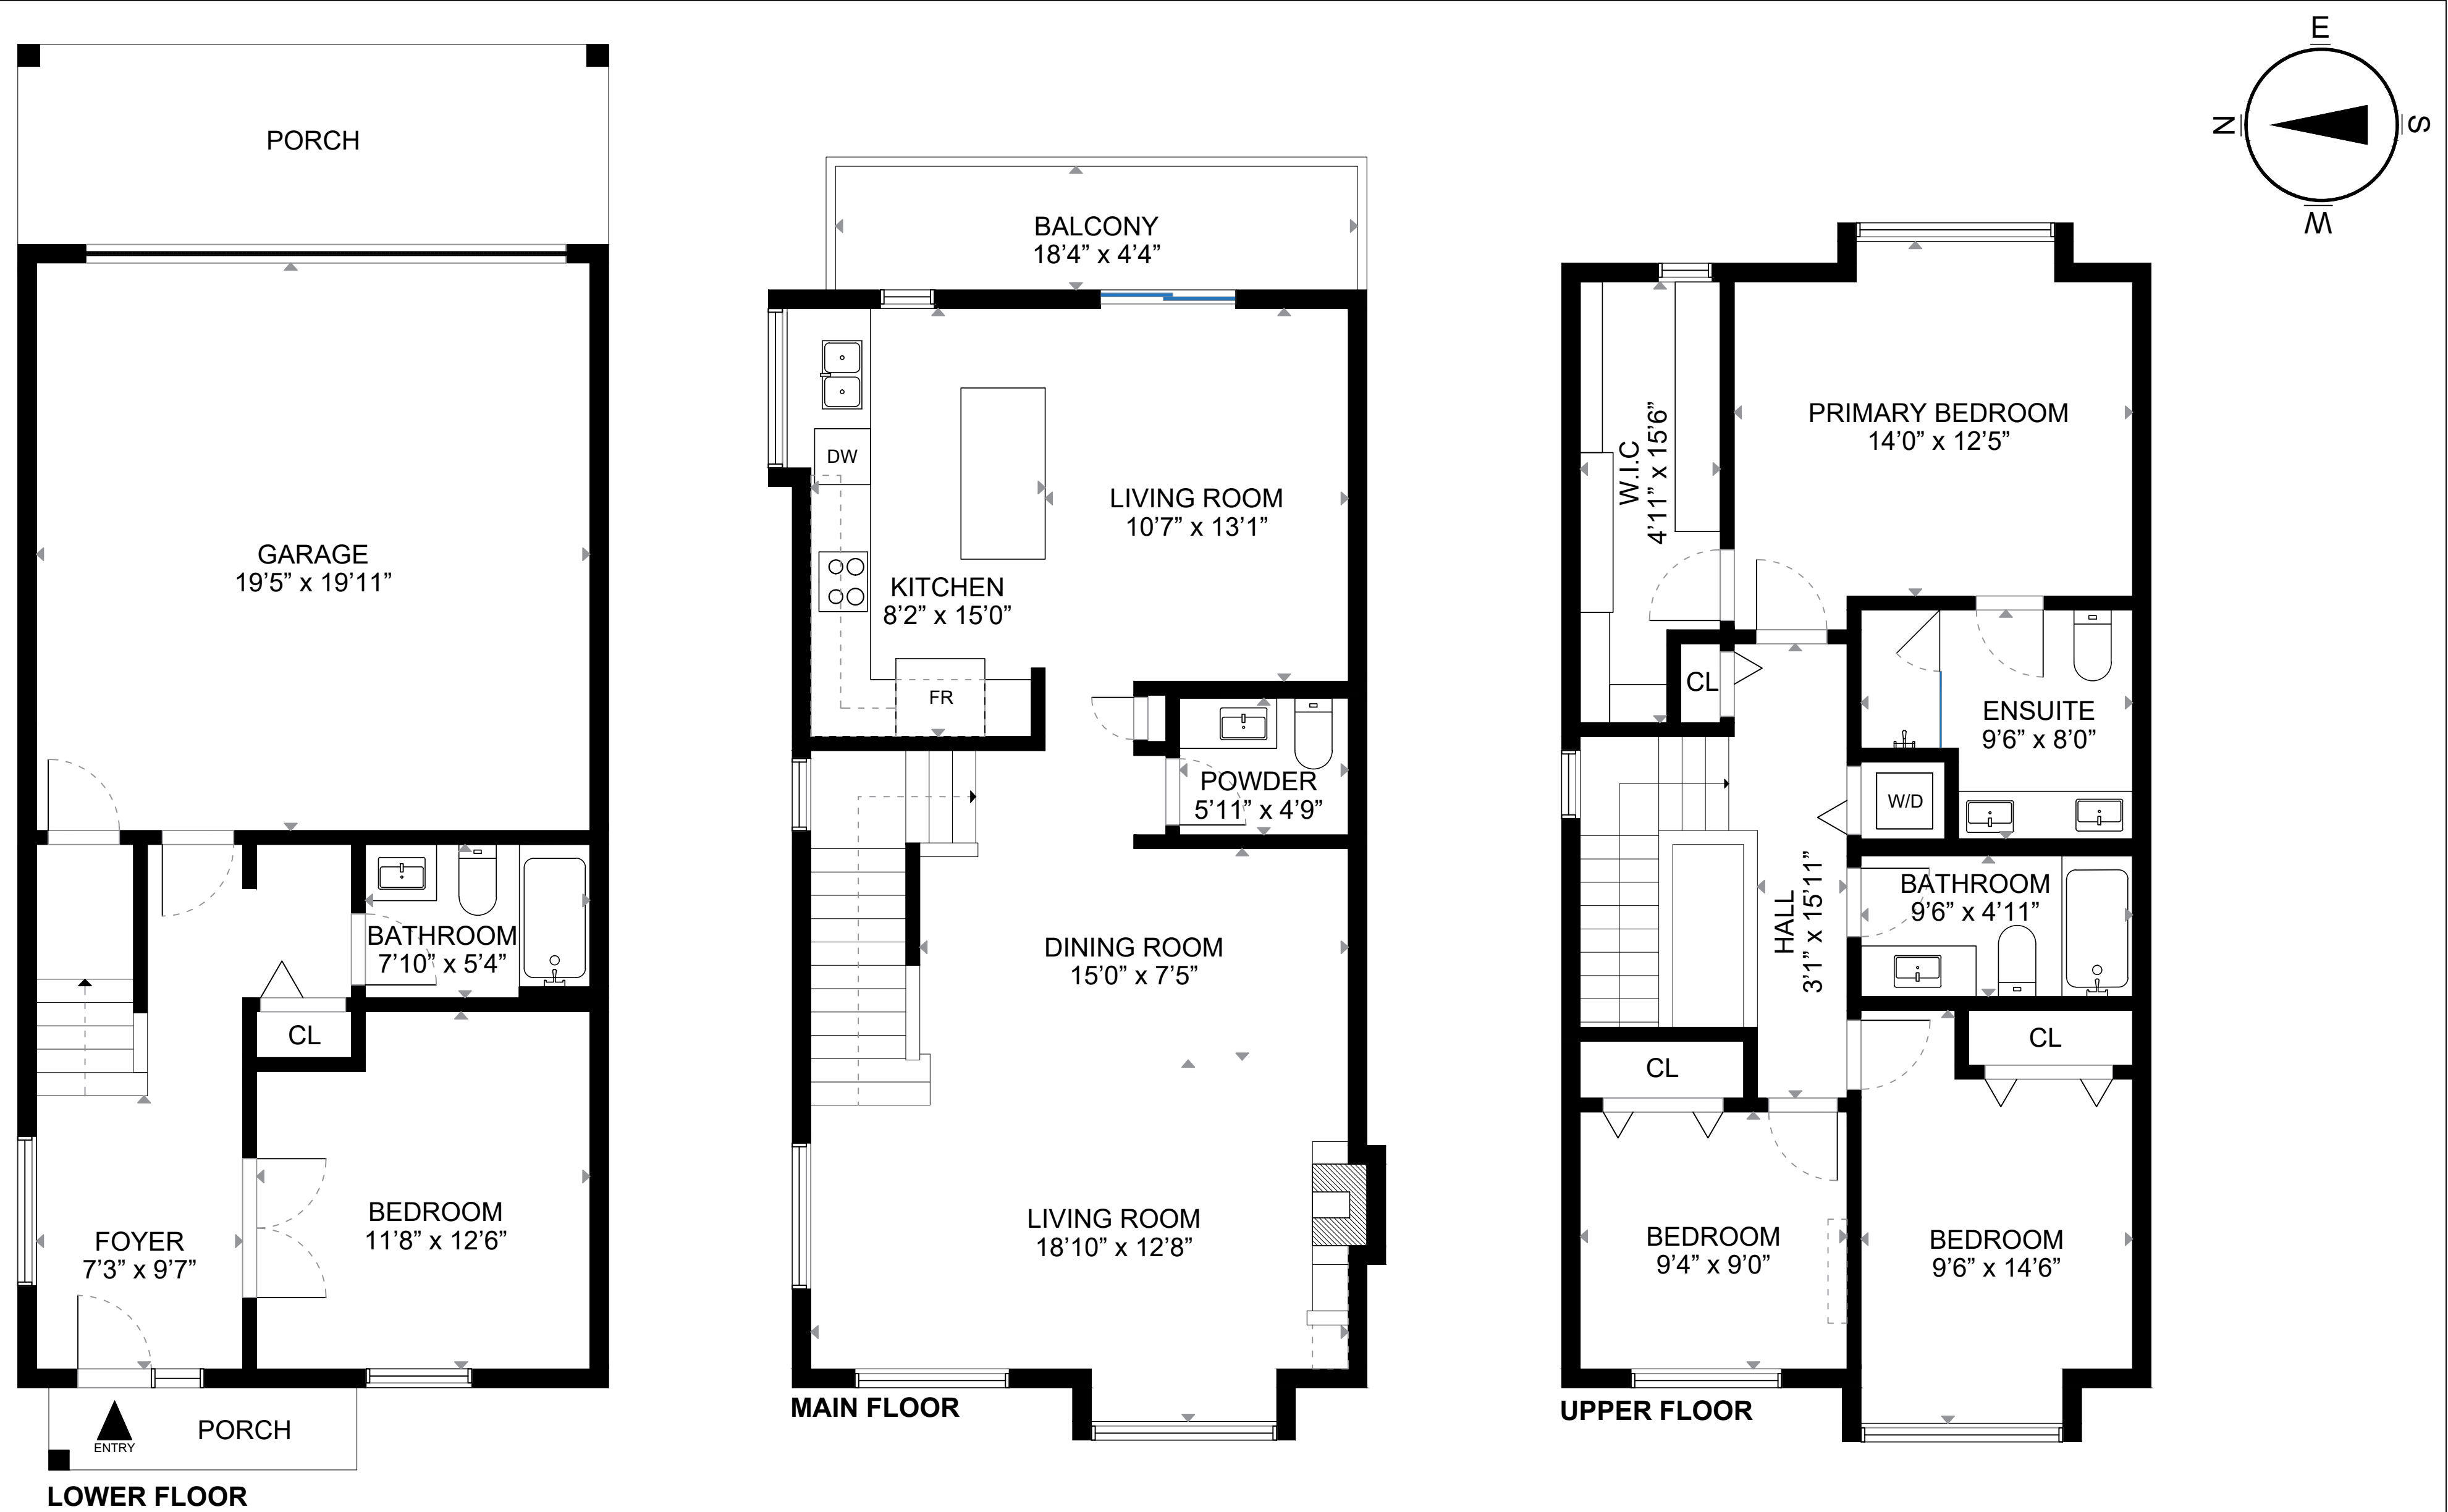 PORCH
GARAGE
19’5” x 19’11”
BATHROOM
7’10” x 5’4”
CL
BEDROOM
11’8” x 12’6”
FOYER
7’3” x 9’7”
PORCH
ENTRY
LOWER FLOOR
BALCONY
18’4” x 4’4”
DW
LIVING ROOM
10’7” x 13’1”
KITCHEN
8’2” x 15’0”
FR
POWDER
5’11” x 4’9”
DINING ROOM
15’0” x 7’5”
LIVING ROOM
18’10” x 12’8”
MAIN FLOOR
PRIMARY BEDROOM
14’0” x 12’5”
W.I.C
4’11” x 15’6”
CL
ENSUITE
9’6” x 8’0”
W/D
HALL
3’1” x 15’11”
BATHROOM
9’6” x 4’11”
CL
CL
BEDROOM
9’4” x 9’0”
BEDROOM
9’6” x 14’6”
UPPER FLOOR
E
N
S
W